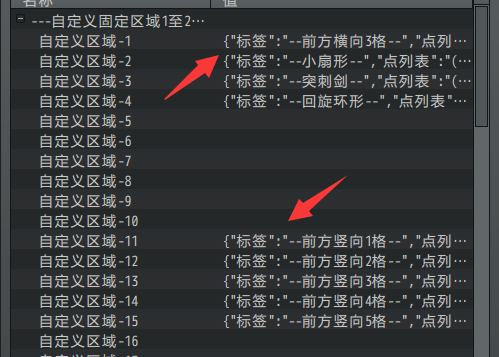 名称 值
---自定义固定区域1至2…
自定义区域-1 {"标签":"--前方横向3格--","点列…
自定义区域-2 {"标签":"--小扇形--","点列表":"(…
自定义区域-3 {"标签":"--突刺剑--","点列表":"(…
自定义区域-4 {"标签":"--回旋环形--","点列表"…
自定义区域-5
自定义区域-6
自定义区域-7
自定义区域-8
自定义区域-9
自定义区域-10
自定义区域-11 {"标签":"--前方竖向1格--","点列…
自定义区域-12 {"标签":"--前方竖向2格--","点列…
自定义区域-13 {"标签":"--前方竖向3格--","点列…
自定义区域-14 {"标签":"--前方竖向4格--","点列…
自定义区域-15 {"标签":"--前方竖向5格--","点列…
自定义区域-16